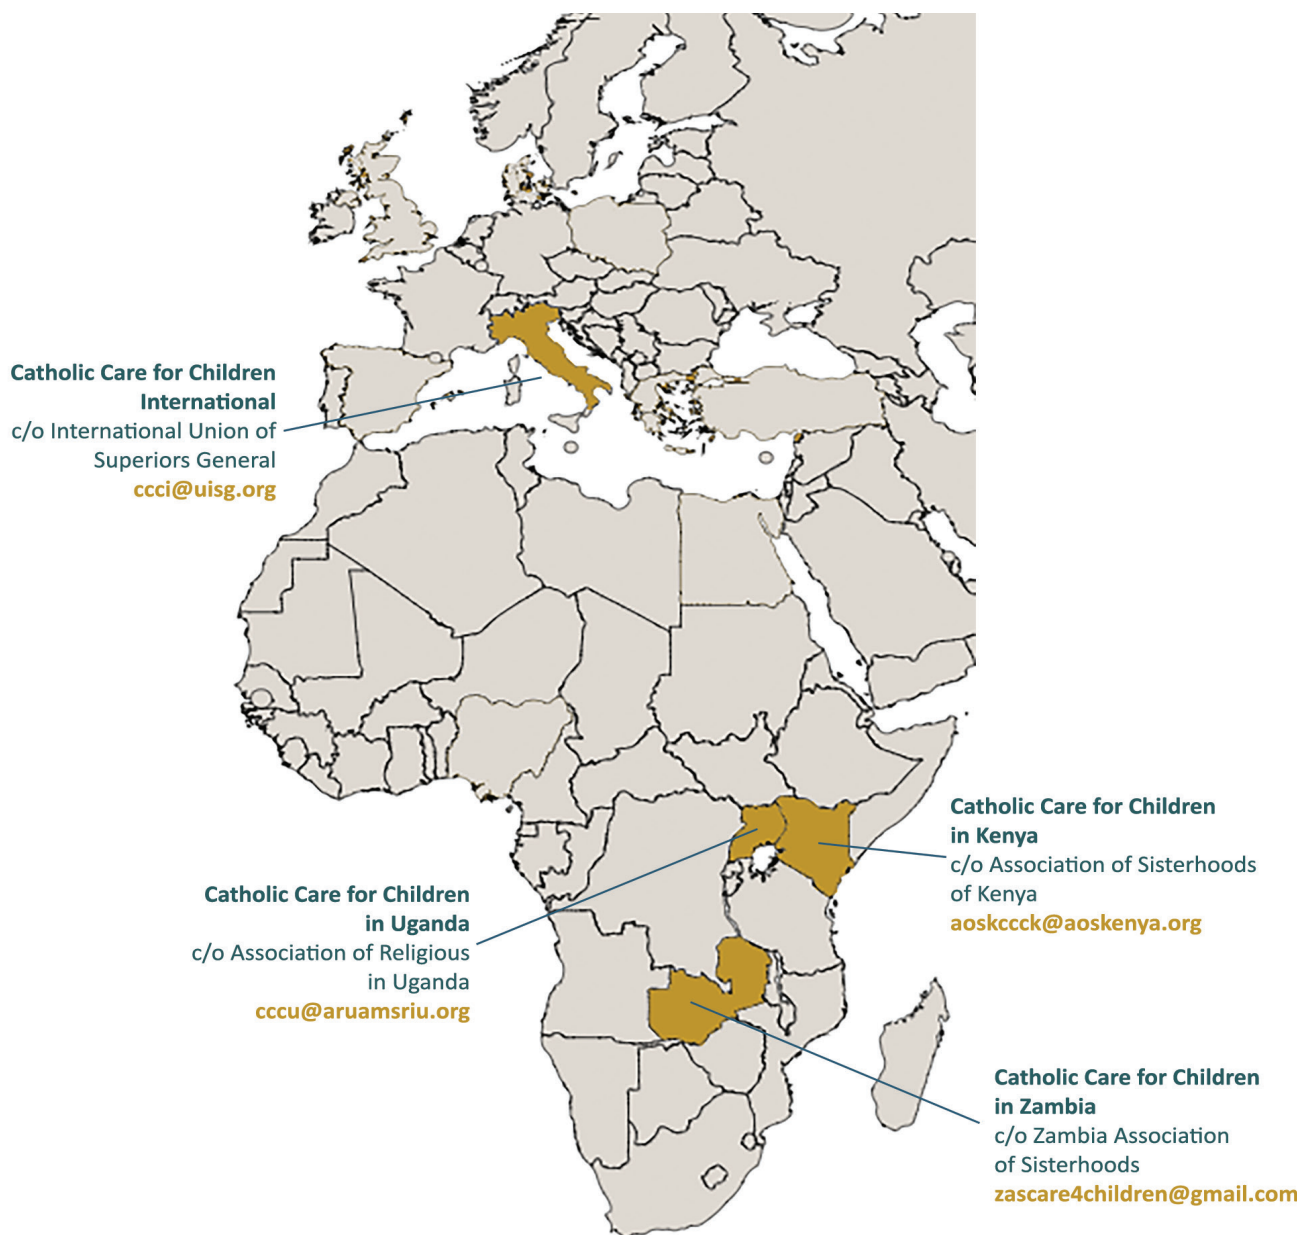 Catholic Care for Children
International
c/o International Union of
Superiors General
ccci@uisg.org
Catholic Care for Children
in Kenya
c/o Association of Sisterhoods
of Kenya
aoskccck@aoskenya.org
Catholic Care for Children
in Uganda
c/o Association of Religious
in Uganda
cccu@aruamsriu.org
Catholic Care for Children
in Zambia
c/o Zambia Association
of Sisterhoods
zascare4children@gmail.com